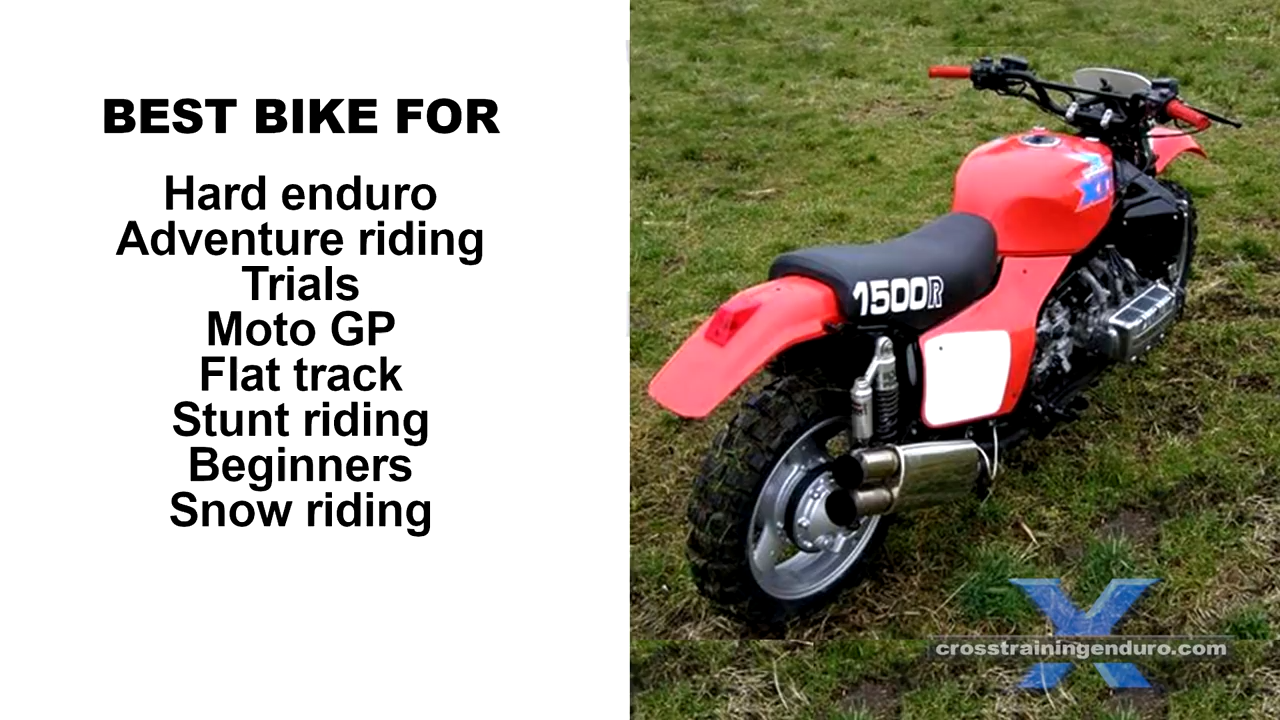 BEST BIKE FOR
Hard enduro
Adventure riding
Trials
Moto GP
Flat track
Stunt riding
Beginners
Snow riding
1500R
X
crosstrainingenduro.com